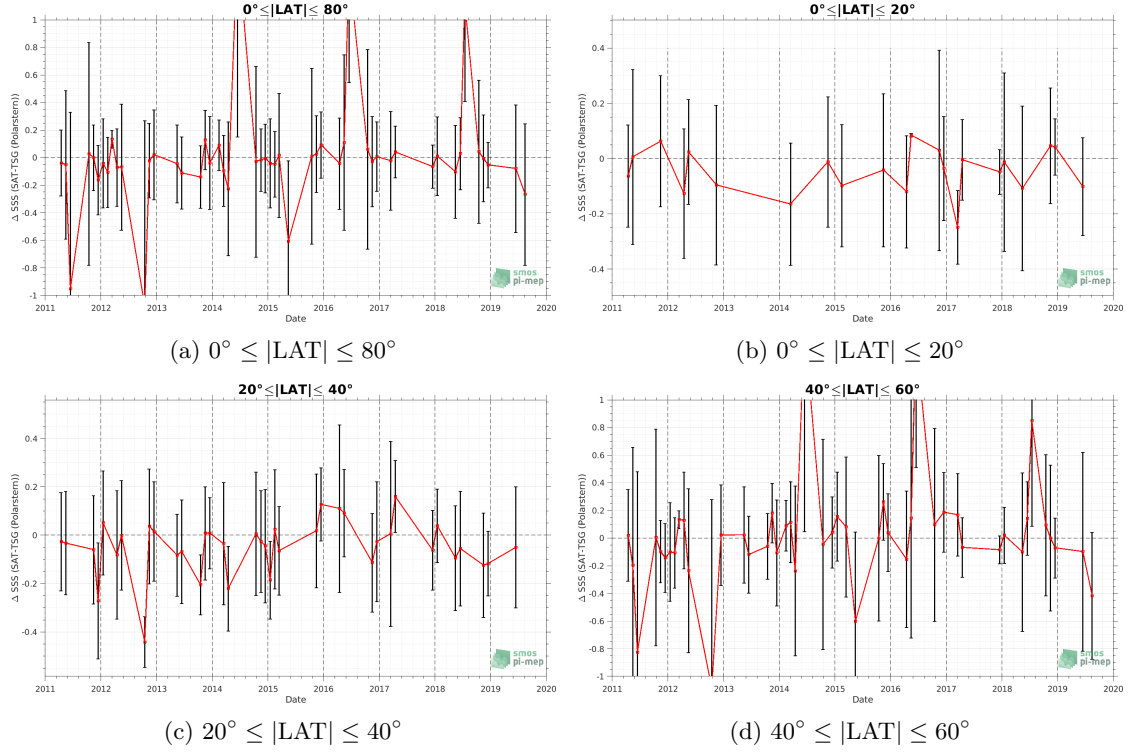 0°≤|LAT|≤ 80°
Δ SSS (SAT-TSG (Polarstern))
1
0.8
0.6
0.4
0.2
0
-0.2
-0.4
-0.6
-0.8
-1
2011 2012 2013 2014 2015 2016 2017 2018 2019 2020
Date
smos
pi-mep
(a) 0° ≤ |LAT| ≤ 80°
0°≤|LAT|≤ 20°
Δ SSS (SAT-TSG (Polarstern))
0.4
0.2
0
-0.2
-0.4
2011 2012 2013 2014 2015 2016 2017 2018 2019 2020
Date
smos
pi-mep
(b) 0° ≤ |LAT| ≤ 20°
20°≤|LAT|≤ 40°
Δ SSS (SAT-TSG (Polarstern))
0.4
0.2
0
-0.2
-0.4
2011 2012 2013 2014 2015 2016 2017 2018 2019 2020
Date
smos
pi-mep
(c) 20° ≤ |LAT| ≤ 40°
40°≤|LAT|≤ 60°
Δ SSS (SAT-TSG (Polarstern))
1
0.8
0.6
0.4
0.2
0
-0.2
-0.4
-0.6
-0.8
-1
2011 2012 2013 2014 2015 2016 2017 2018 2019 2020
Date
smos
pi-mep
(d) 40° ≤ |LAT| ≤ 60°